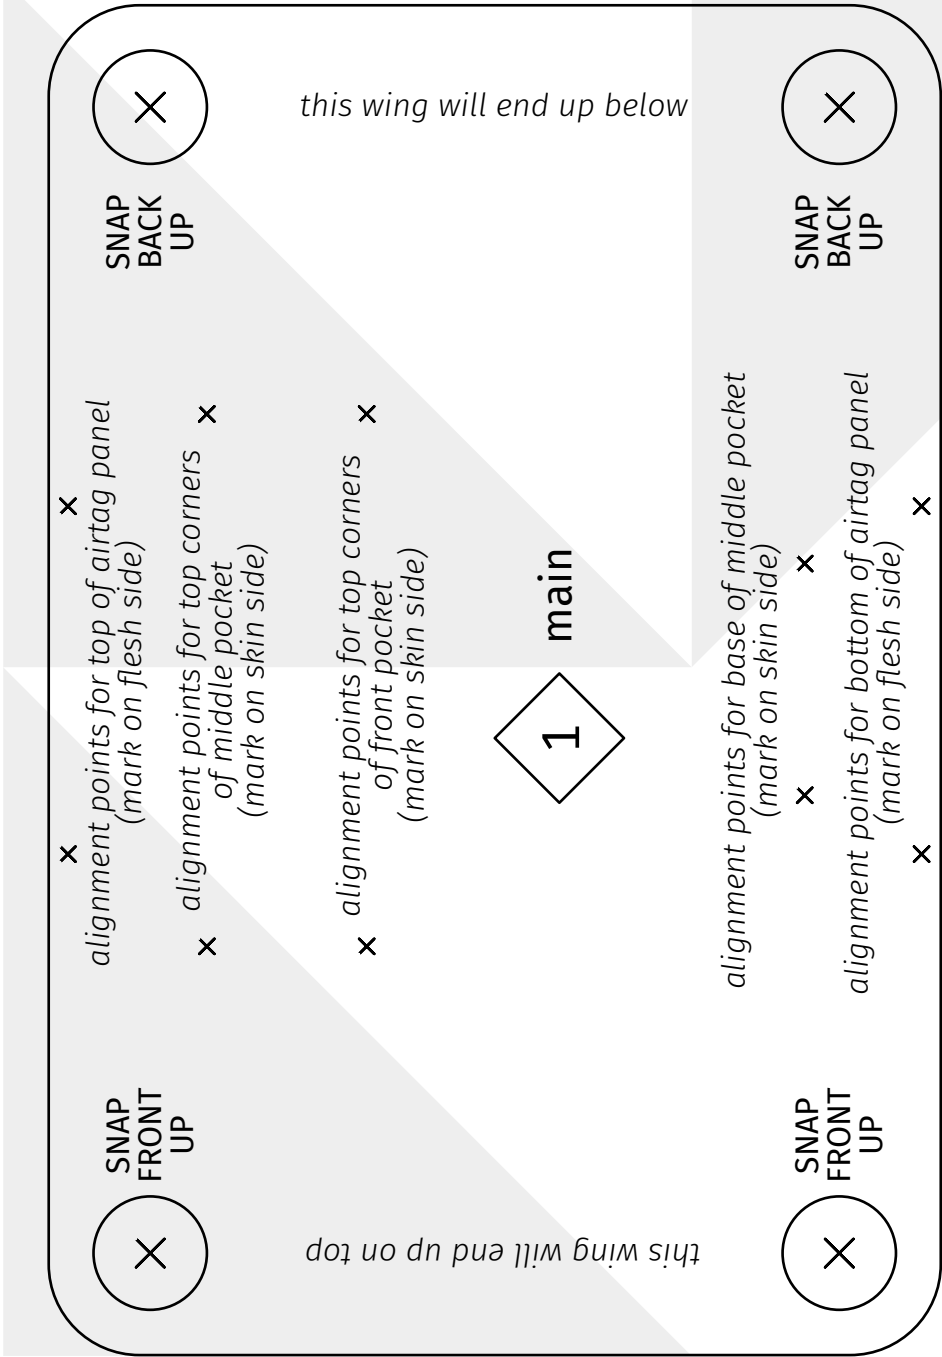 this wing will end up below
SNAP
BACK
UP
SNAP
BACK
UP
alignment points for top of airtag panel
(mark on flesh side)
alignment points for top corners
of middle pocket
(mark on skin side)
alignment points for top corners
of front pocket
(mark on skin side)
1 main
alignment points for base of middle pocket
(mark on skin side)
alignment points for bottom of airtag panel
(mark on flesh side)
SNAP
FRONT
UP
SNAP
FRONT
UP
this wing will end up on top